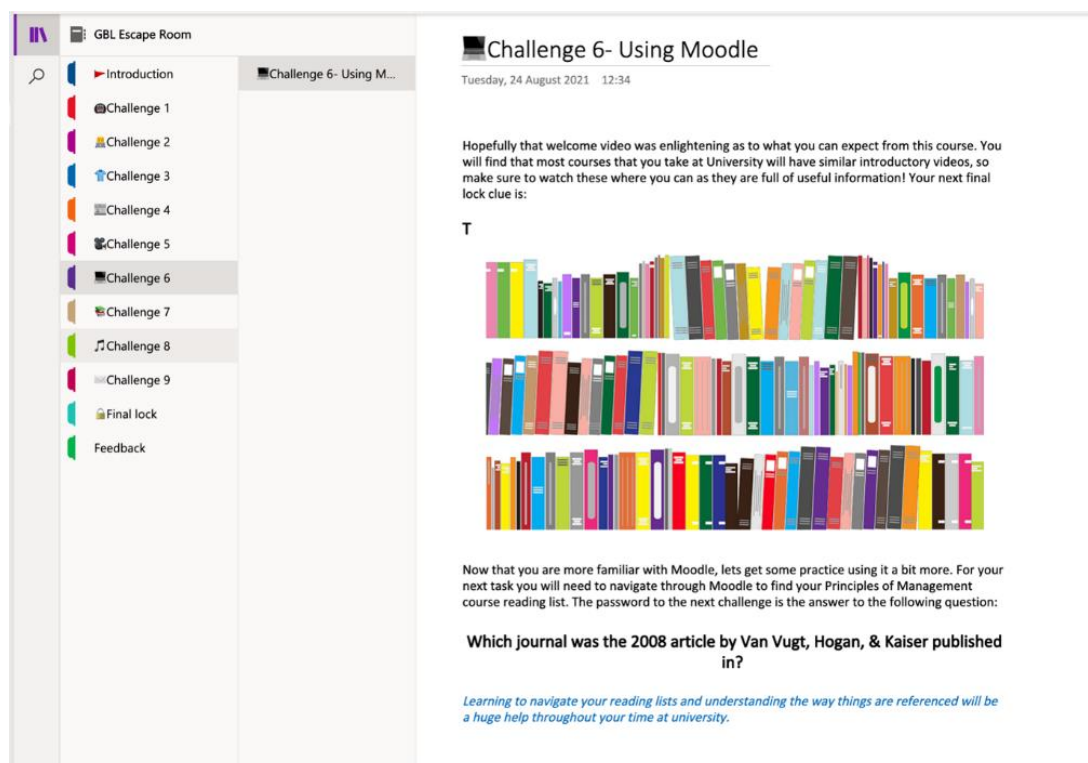 GBL Escape Room
Introduction
Challenge 1
Challenge 2
Challenge 3
Challenge 4
Challenge 5
Challenge 6
Challenge 7
Challenge 8
Challenge 9
Final lock
Feedback
Challenge 6- Using M...
Challenge 6- Using Moodle
Tuesday, 24 August 2021 12:34
Hopefully that welcome video was enlightening as to what you can expect from this course. You
will find that most courses that you take at University will have similar introductory videos, so
make sure to watch these where you can as they are full of useful information! Your next final
lock clue is:
T
Now that you are more familiar with Moodle, lets get some practice using it a bit more. For your
next task you will need to navigate through Moodle to find your Principles of Management
course reading list. The password to the next challenge is the answer to the following question:
Which journal was the 2008 article by Van Vugt, Hogan, & Kaiser published
in?
Learning to navigate your reading lists and understanding the way things are referenced will be
a huge help throughout your time at university.